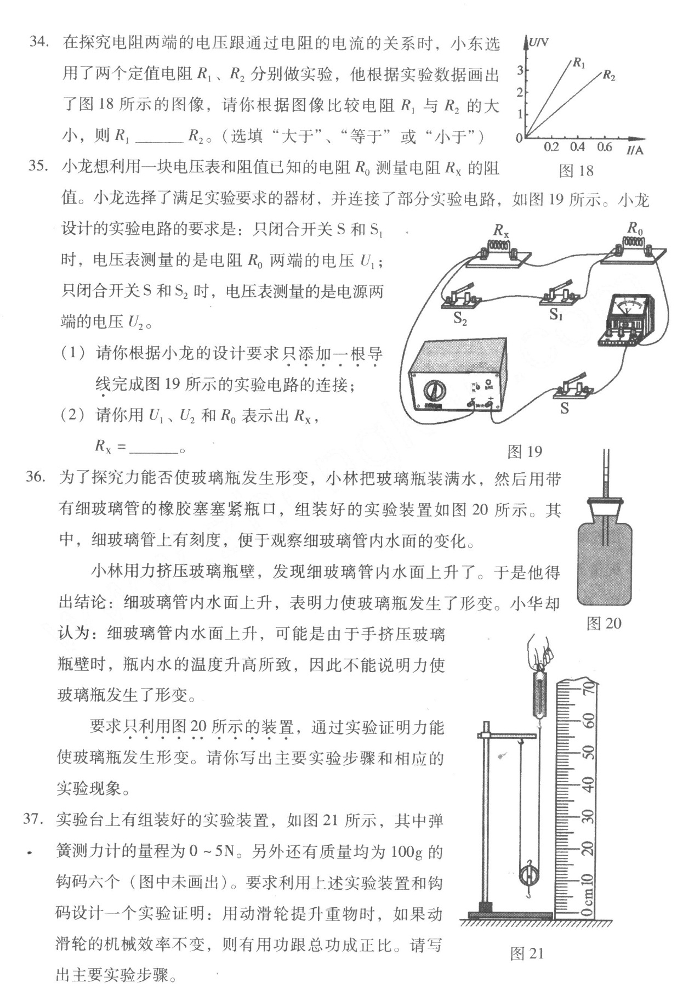 34. 在探究电阻两端的电压跟通过电阻的电流的关系时，小东选
用了两个定值电阻 R₁、R₂ 分别做实验，他根据实验数据画出
了图 18 所示的图像，请你根据图像比较电阻 R₁ 与 R₂ 的大
小，则 R₁ ______ R₂。（选填“大于”、“等于”或“小于”）
U/V
3
2
1
0
R₁
R₂
0.2 0.4 0.6 I/A
图 18
35. 小龙想利用一块电压表和阻值已知的电阻 R₀ 测量电阻 Rₓ 的阻
值。小龙选择了满足实验要求的器材，并连接了部分实验电路，如图 19 所示。小龙
设计的实验电路的要求是：只闭合开关 S 和 S₁
时，电压表测量的是电阻 R₀ 两端的电压 U₁；
只闭合开关 S 和 S₂ 时，电压表测量的是电源两
端的电压 U₂。
（1）请你根据小龙的设计要求只添加一根导
线完成图 19 所示的实验电路的连接；
（2）请你用 U₁、U₂ 和 R₀ 表示出 Rₓ，
Rₓ = ______。
Rₓ
R₀
S₂
S₁
V
S
− +
图 19
36. 为了探究力能否使玻璃瓶发生形变，小林把玻璃瓶装满水，然后用带
有细玻璃管的橡胶塞塞紧瓶口，组装好的实验装置如图 20 所示。其
中，细玻璃管上有刻度，便于观察细玻璃管内水面的变化。
小林用力挤压玻璃瓶壁，发现细玻璃管内水面上升了。于是他得
出结论：细玻璃管内水面上升，表明力使玻璃瓶发生了形变。小华却
认为：细玻璃管内水面上升，可能是由于手挤压玻璃
瓶壁时，瓶内水的温度升高所致，因此不能说明力使
玻璃瓶发生了形变。
要求只利用图 20 所示的装置，通过实验证明力能
使玻璃瓶发生形变。请你写出主要实验步骤和相应的
实验现象。
图 20
37. 实验台上有组装好的实验装置，如图 21 所示，其中弹
簧测力计的量程为 0～5N。另外还有质量均为 100g 的
钩码六个（图中未画出）。要求利用上述实验装置和钩
码设计一个实验证明：用动滑轮提升重物时，如果动
滑轮的机械效率不变，则有用功跟总功成正比。请写
出主要实验步骤。
0cm 10 20 30 40 50 60 70
图 21